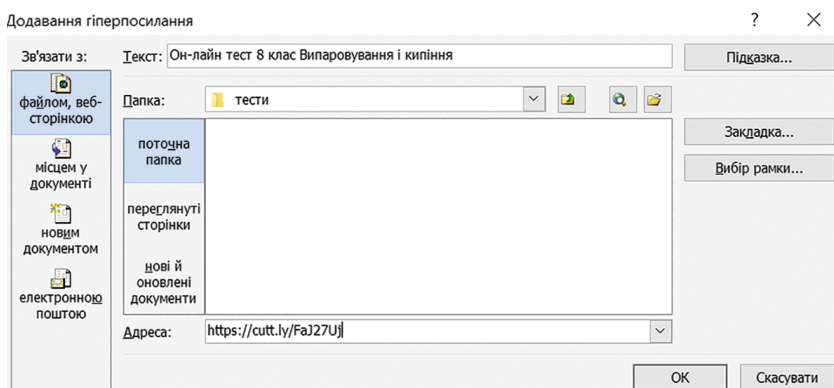 Додавання гіперпосилання
?
Зв'язати з:
файлом, веб-
сторінкою
місцем у
документі
новим
документом
електронною
поштою
Текст: Он-лайн тест 8 клас Випаровування і кипіння
Папка: тести
поточна
папка
переглянуті
сторінки
нові й
оновлені
документи
Адреса: https://cutt.ly/FaJ27Uj
Підказка...
Закладка...
Вибір рамки...
OK Скасувати